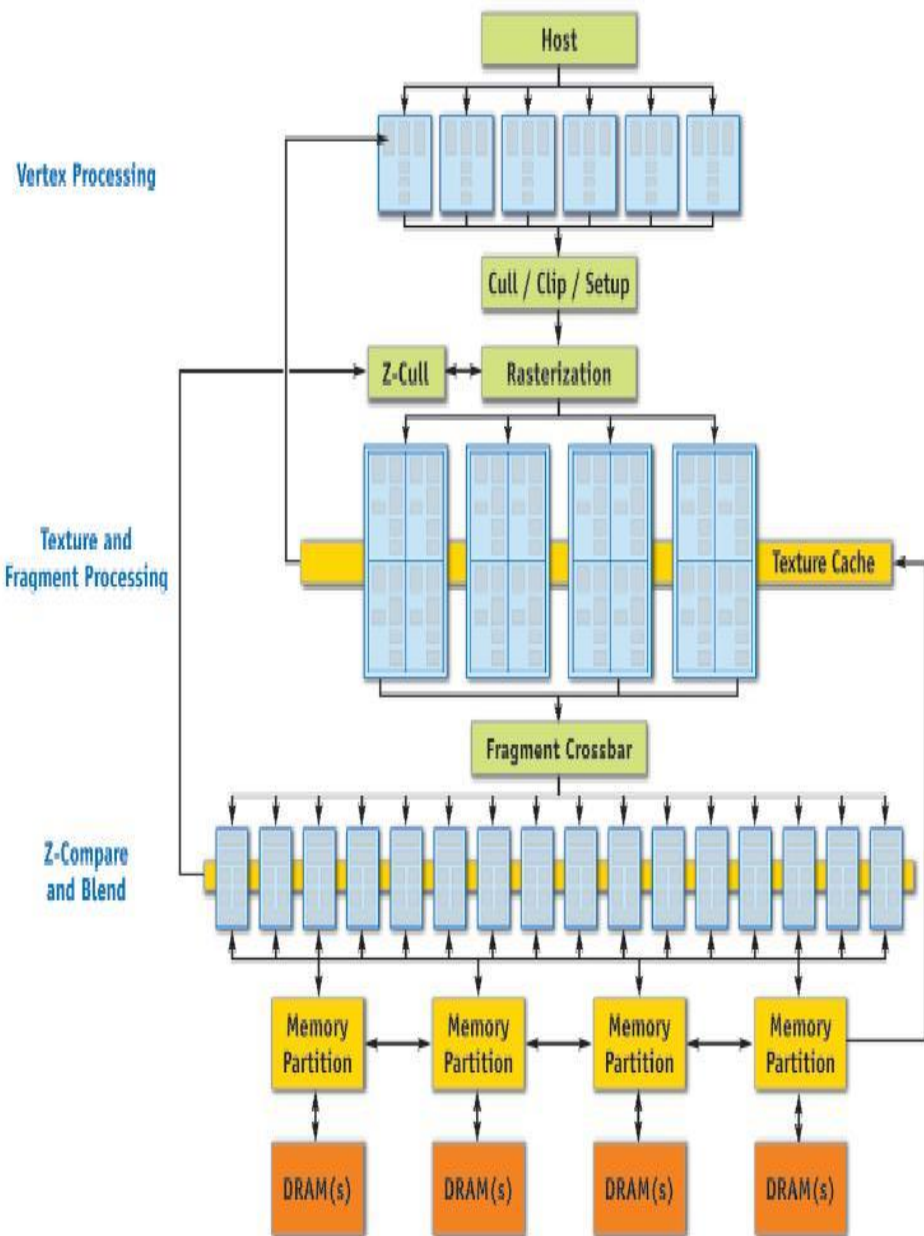 Host
Vertex Processing
Cull / Clip / Setup
Z-Cull
Rasterization
Texture and
Fragment Processing
Texture Cache
Fragment Crossbar
Z-Compare
and Blend
Memory
Partition
Memory
Partition
Memory
Partition
Memory
Partition
DRAM(s)
DRAM(s)
DRAM(s)
DRAM(s)